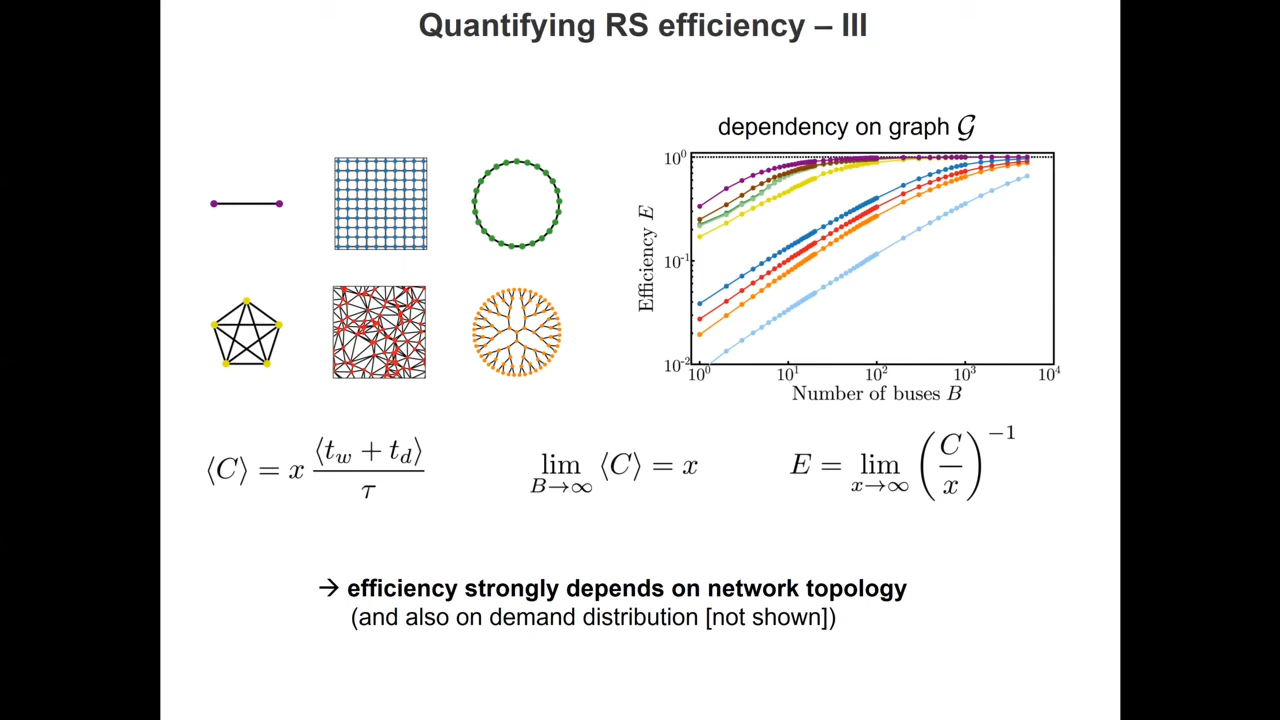 Quantifying RS efficiency – III
dependency on graph 𝒢
10⁰
10⁻¹
10⁻²
Efficiency E
10⁰ 10¹ 10² 10³ 10⁴
Number of buses B
⟨C⟩ = x ⟨t_w + t_d⟩ / τ
lim_{B→∞} ⟨C⟩ = x
E = lim_{x→∞} (C/x)⁻¹
→ efficiency strongly depends on network topology
(and also on demand distribution [not shown])